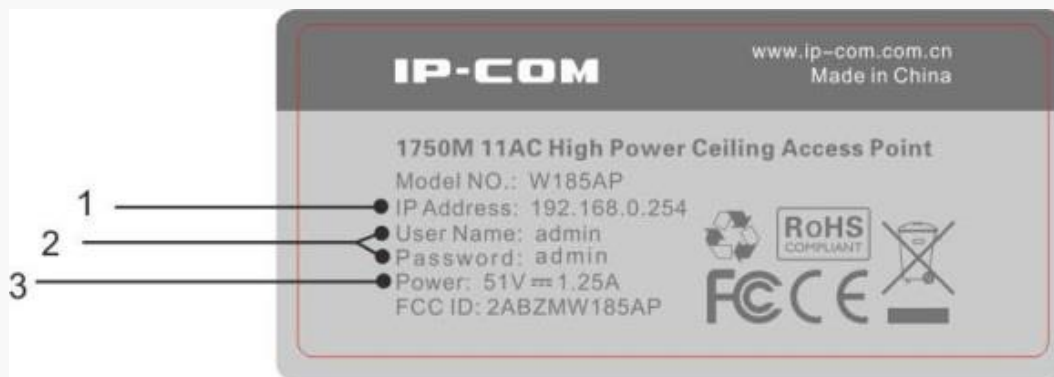 IP-COM
www.ip-com.com.cn
Made in China
1750M 11AC High Power Ceiling Access Point
Model NO.: W185AP
1
IP Address: 192.168.0.254
2
User Name: admin
Password: admin
3
Power: 51V⎓1.25A
FCC ID: 2ABZMW185AP
RoHS
COMPLIANT
FC CE